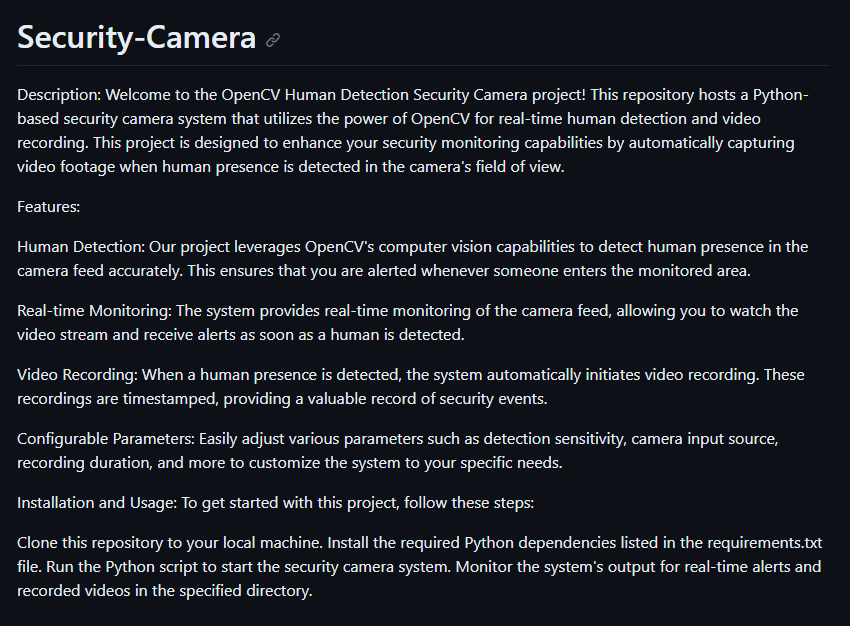 Security-Camera
Description: Welcome to the OpenCV Human Detection Security Camera project! This repository hosts a Python-
based security camera system that utilizes the power of OpenCV for real-time human detection and video
recording. This project is designed to enhance your security monitoring capabilities by automatically capturing
video footage when human presence is detected in the camera's field of view.
Features:
Human Detection: Our project leverages OpenCV's computer vision capabilities to detect human presence in the
camera feed accurately. This ensures that you are alerted whenever someone enters the monitored area.
Real-time Monitoring: The system provides real-time monitoring of the camera feed, allowing you to watch the
video stream and receive alerts as soon as a human is detected.
Video Recording: When a human presence is detected, the system automatically initiates video recording. These
recordings are timestamped, providing a valuable record of security events.
Configurable Parameters: Easily adjust various parameters such as detection sensitivity, camera input source,
recording duration, and more to customize the system to your specific needs.
Installation and Usage: To get started with this project, follow these steps:
Clone this repository to your local machine. Install the required Python dependencies listed in the requirements.txt
file. Run the Python script to start the security camera system. Monitor the system's output for real-time alerts and
recorded videos in the specified directory.